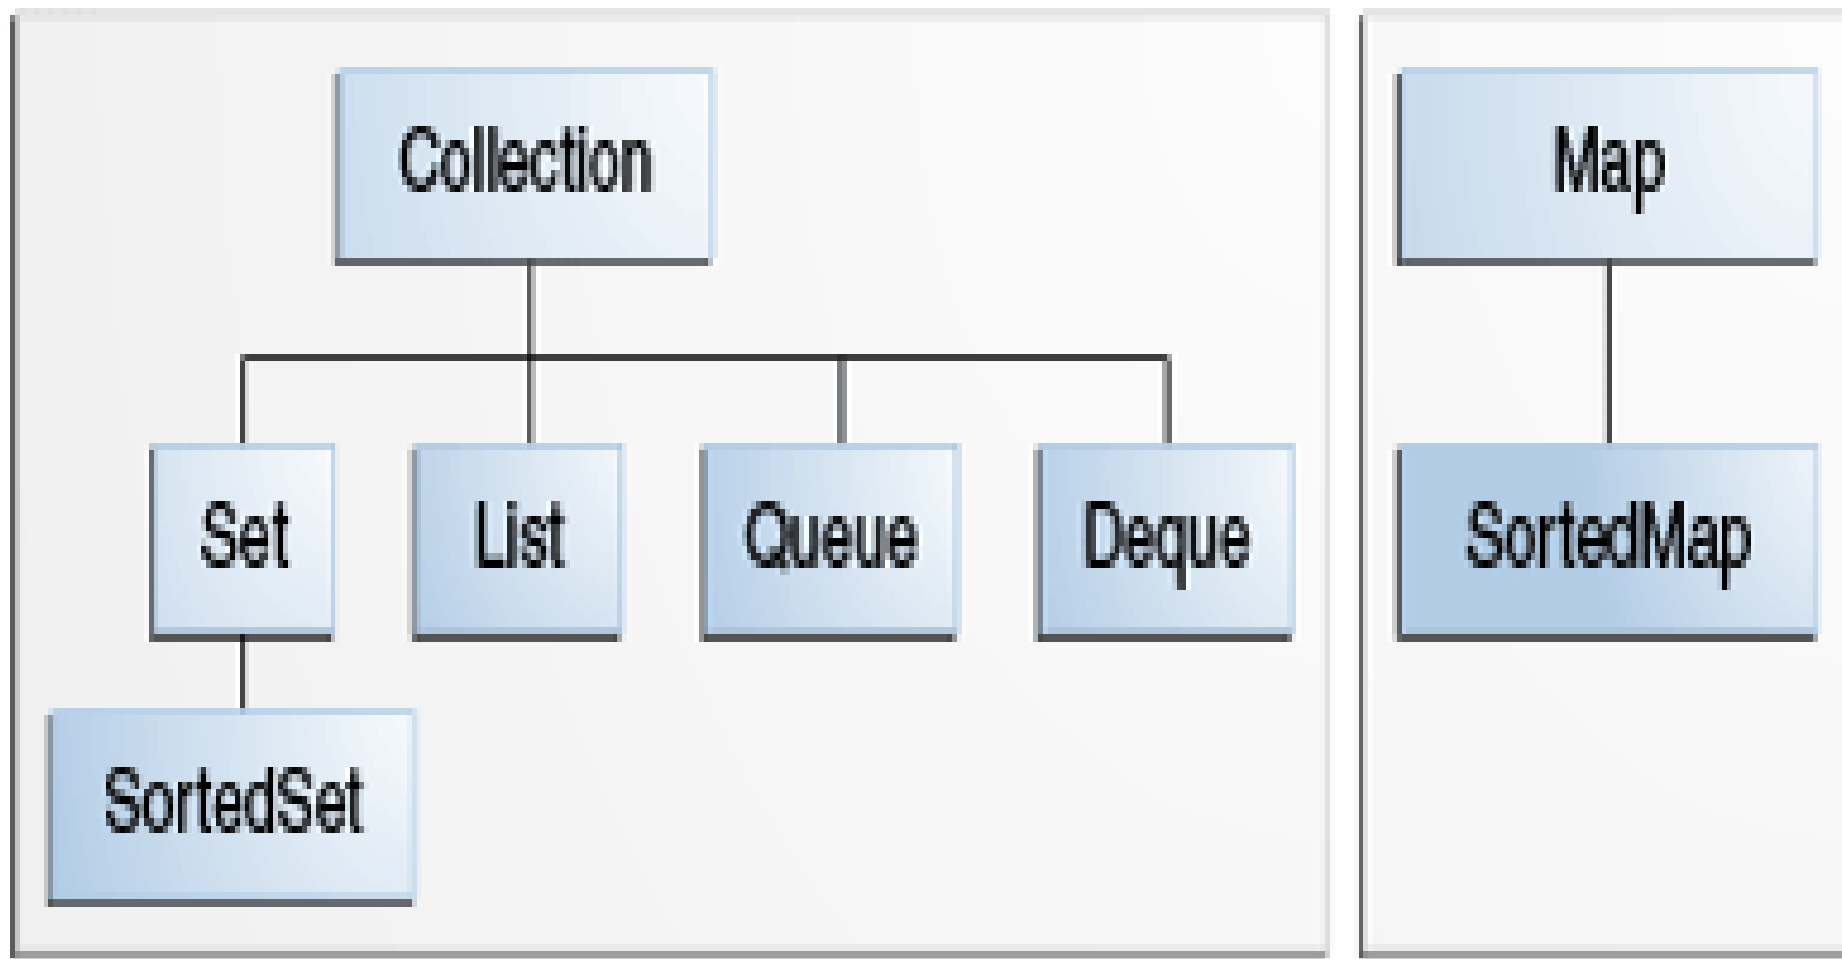 Collection
Map
Set
List
Queue
Deque
SortedMap
SortedSet